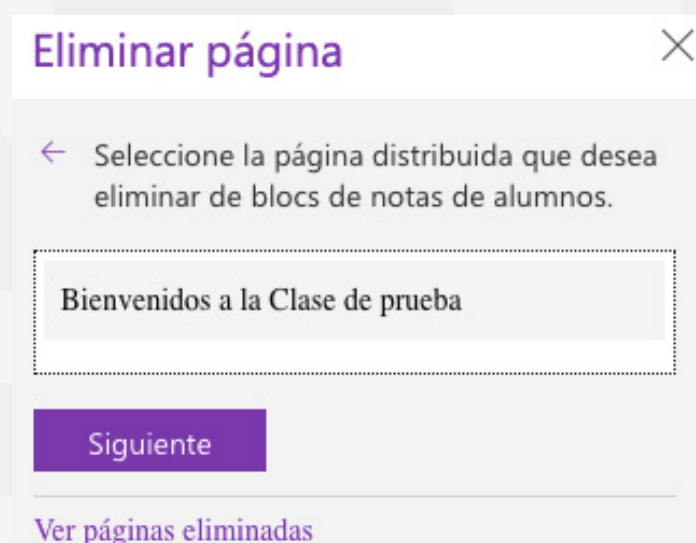 Eliminar página
Seleccione la página distribuida que desea
eliminar de blocs de notas de alumnos.
Bienvenidos a la Clase de prueba
Siguiente
Ver páginas eliminadas